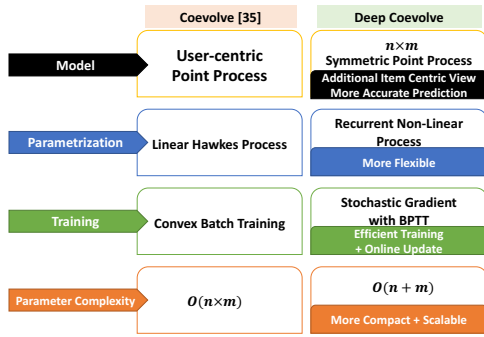 Coevolve [35]
Deep Coevolve
Model
User-centric
Point Process
n×m
Symmetric Point Process
Additional Item Centric View
More Accurate Prediction
Parametrization
Linear Hawkes Process
Recurrent Non-Linear
Process
More Flexible
Training
Convex Batch Training
Stochastic Gradient
with BPTT
Efficient Training
+ Online Update
Parameter Complexity
O(n×m)
O(n + m)
More Compact + Scalable